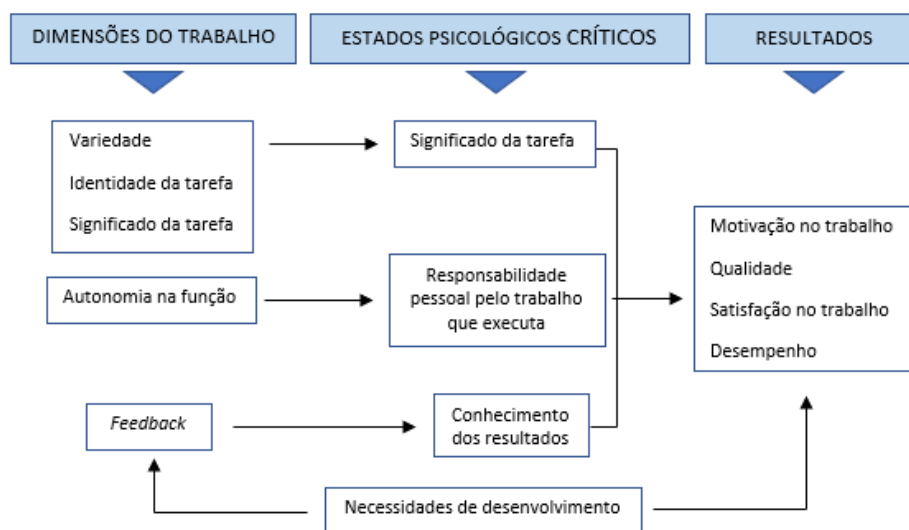 DIMENSÕES DO TRABALHO
ESTADOS PSICOLÓGICOS CRÍTICOS
RESULTADOS
Variedade
Identidade da tarefa
Significado da tarefa
Significado da tarefa
Autonomia na função
Responsabilidade
pessoal pelo trabalho
que executa
Motivação no trabalho
Qualidade
Satisfação no trabalho
Desempenho
Feedback
Conhecimento
dos resultados
Necessidades de desenvolvimento